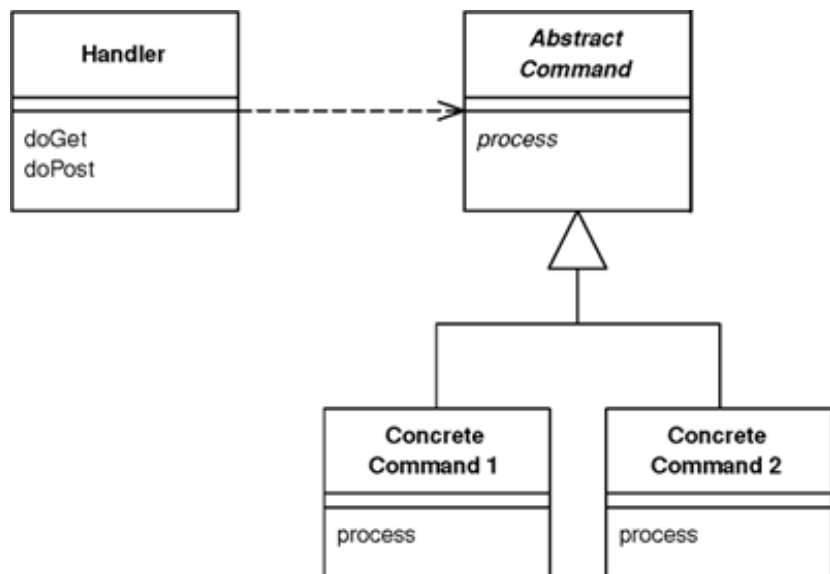 Handler
doGet
doPost
Abstract
Command
process
Concrete
Command 1
process
Concrete
Command 2
process